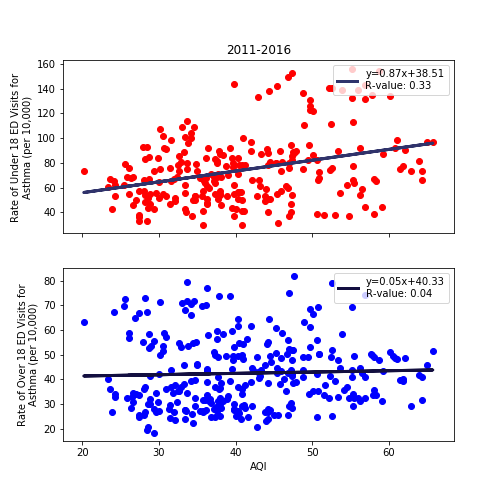 2011-2016
Rate of Under 18 ED Visits for
Asthma (per 10,000)
160
140
120
100
80
60
40
y=0.87x+38.51
R-value: 0.33
Rate of Over 18 ED Visits for
Asthma (per 10,000)
80
70
60
50
40
30
20
y=0.05x+40.33
R-value: 0.04
20
30
40
50
60
AQI